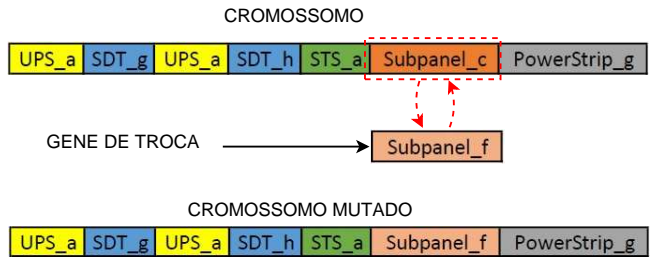 CROMOSSOMO
UPS_a SDT_g UPS_a SDT_h STS_a Subpanel_c PowerStrip_g
GENE DE TROCA Subpanel_f
CROMOSSOMO MUTADO
UPS_a SDT_g UPS_a SDT_h STS_a Subpanel_f PowerStrip_g